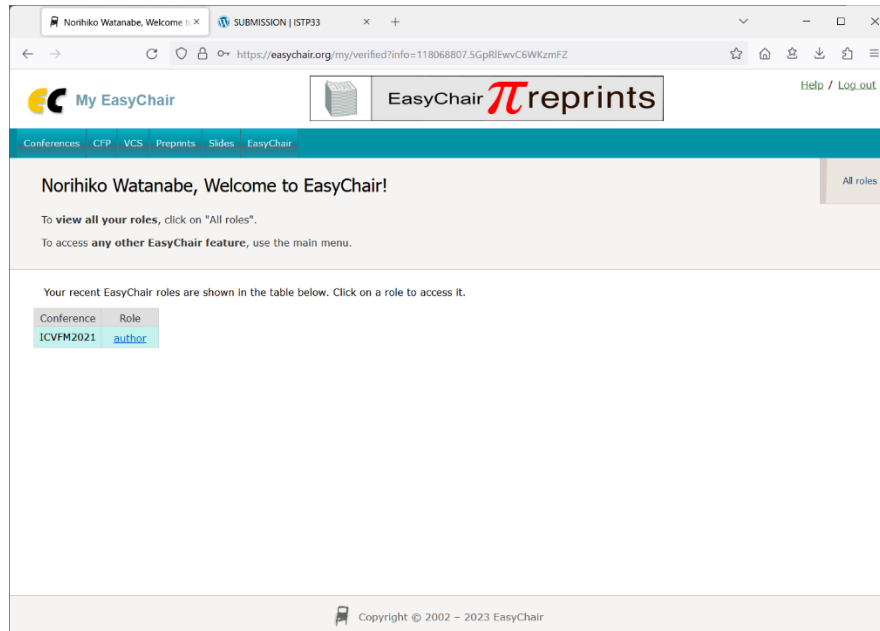 Norihiko Watanabe, Welcome to
SUBMISSION | ISTP33
https://easychair.org/my/verified?info=118068807.5GpRlEwvC6WKzmFZ
EC My EasyChair
EasyChair πreprints
Help / Log out
Conferences CFP VCS Preprints Slides EasyChair
Norihiko Watanabe, Welcome to EasyChair!
All roles
To view all your roles, click on "All roles".
To access any other EasyChair feature, use the main menu.
Your recent EasyChair roles are shown in the table below. Click on a role to access it.
Conference Role
ICVFM2021 author
Copyright © 2002 – 2023 EasyChair